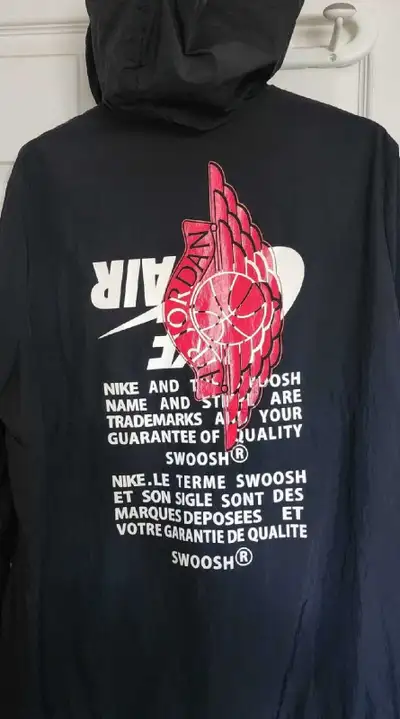 AIR
AIR JORDAN
NIKE AND
NAME AND ARE
TRADEMARKS YOUR
GUARANTEE OF QUALITY
SWOOSH®
NIKE.LE TERME SWOOSH
ET SON SIGLE SONT DES
MARQUES DEPOSEES ET
VOTRE GARANTIE DE QUALITE
SWOOSH®